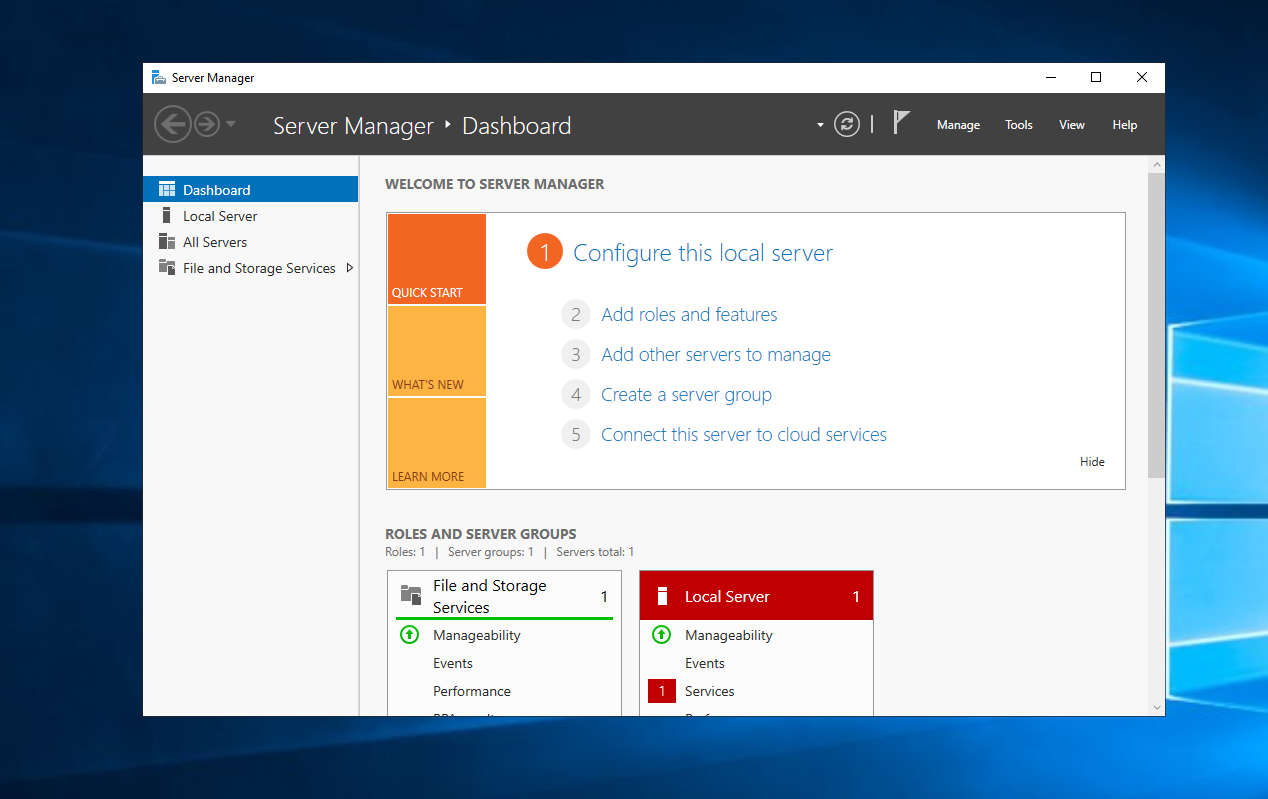 Server Manager
Server Manager Dashboard
Manage Tools View Help
Dashboard
Local Server
All Servers
File and Storage Services
WELCOME TO SERVER MANAGER
QUICK START
WHAT'S NEW
LEARN MORE
1 Configure this local server
2 Add roles and features
3 Add other servers to manage
4 Create a server group
5 Connect this server to cloud services
Hide
ROLES AND SERVER GROUPS
Roles: 1 | Server groups: 1 | Servers total: 1
File and Storage
Services
1
Manageability
Events
Performance
Local Server 1
Manageability
Events
1 Services